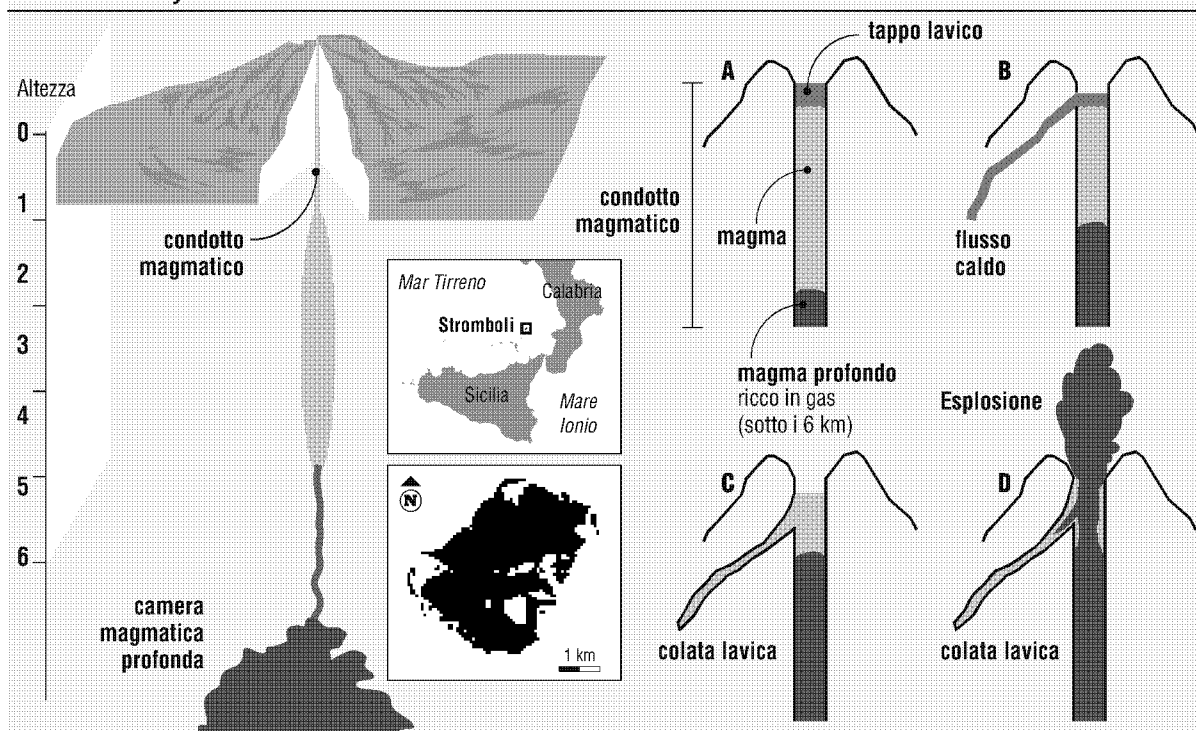 Altezza
0
1
2
3
4
5
6
condotto
magmatico
camera
magmatica
profonda
Mar Tirreno
Calabria
Stromboli
Sicilia
Mare
Ionio
N
1 km
A
tappo lavico
condotto
magmatico
magma
magma profondo
ricco in gas
(sotto i 6 km)
B
flusso
caldo
C
colata lavica
Esplosione
D
colata lavica